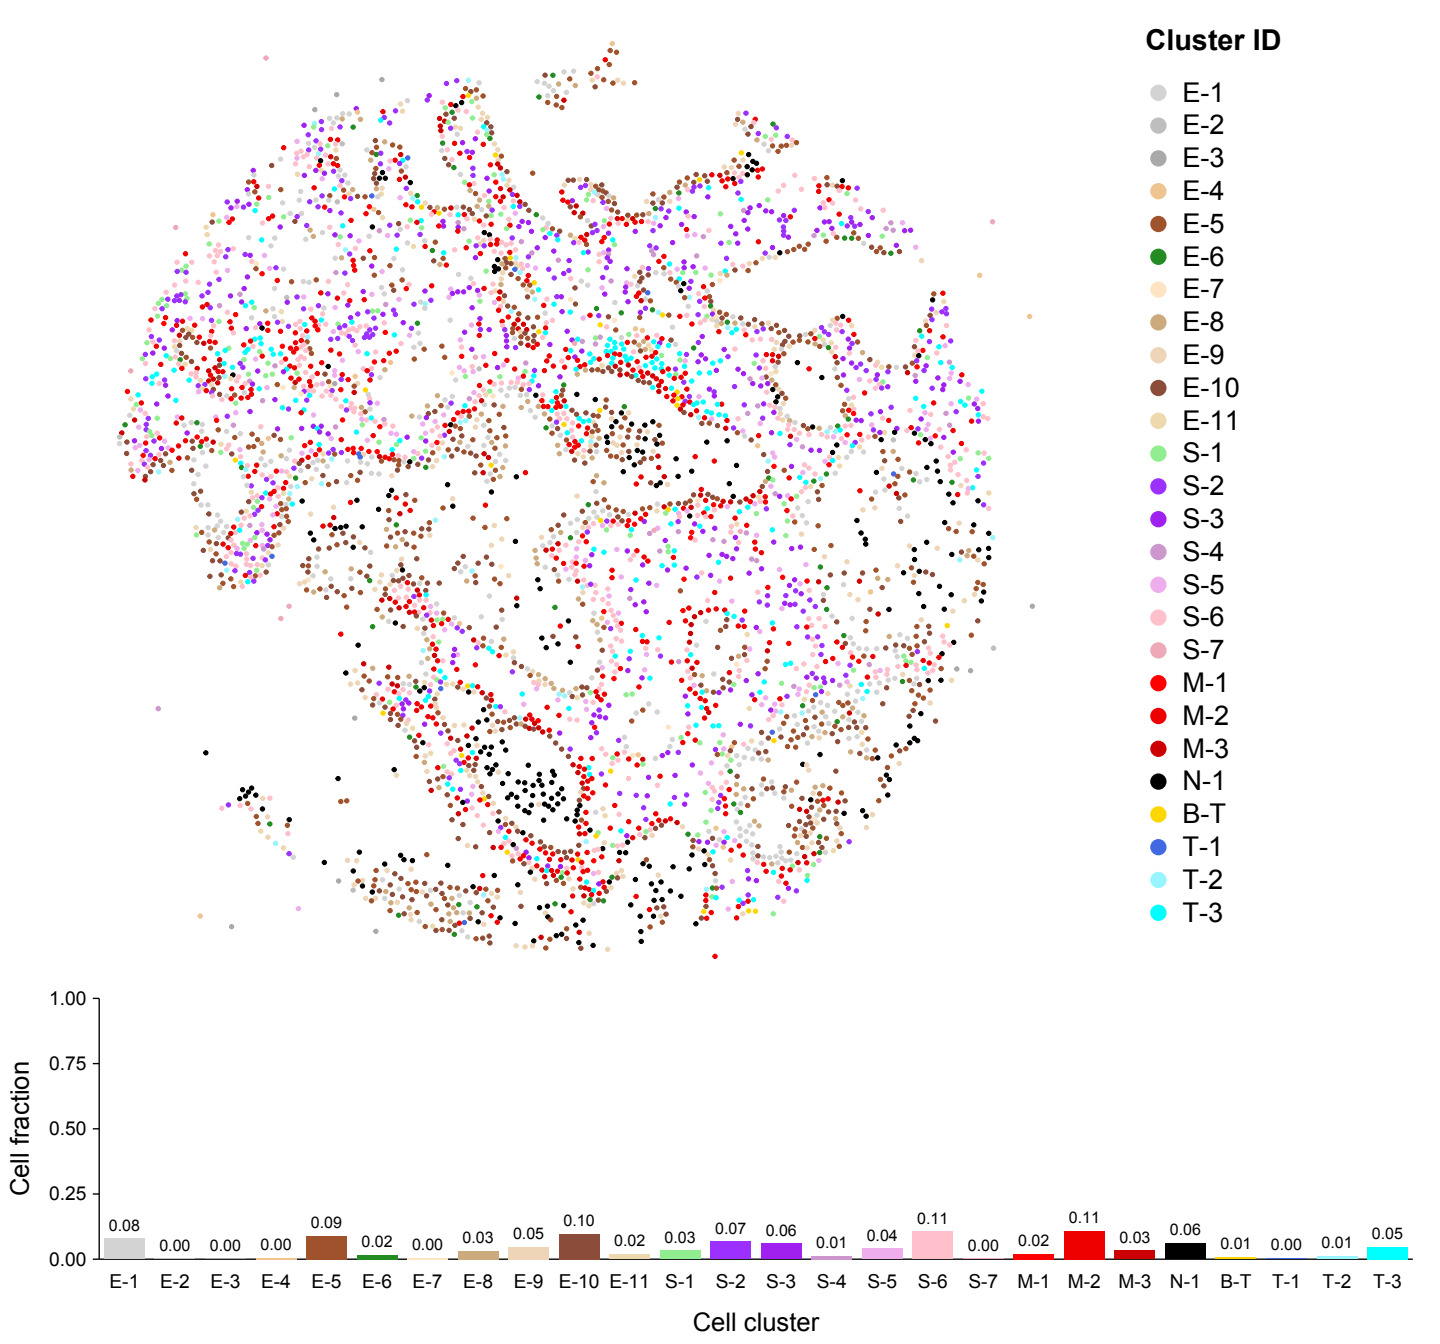 Cluster ID
E-1
E-2
E-3
E-4
E-5
E-6
E-7
E-8
E-9
E-10
E-11
S-1
S-2
S-3
S-4
S-5
S-6
S-7
M-1
M-2
M-3
N-1
B-T
T-1
T-2
T-3
Cell fraction
1.00
0.75
0.50
0.25
0.00
0.08 0.00 0.00 0.00 0.09 0.02 0.00 0.03 0.05 0.10 0.02 0.03 0.07 0.06 0.01 0.04 0.11 0.00 0.02 0.11 0.03 0.06 0.01 0.00 0.01 0.05
E-1 E-2 E-3 E-4 E-5 E-6 E-7 E-8 E-9 E-10 E-11 S-1 S-2 S-3 S-4 S-5 S-6 S-7 M-1 M-2 M-3 N-1 B-T T-1 T-2 T-3
Cell cluster